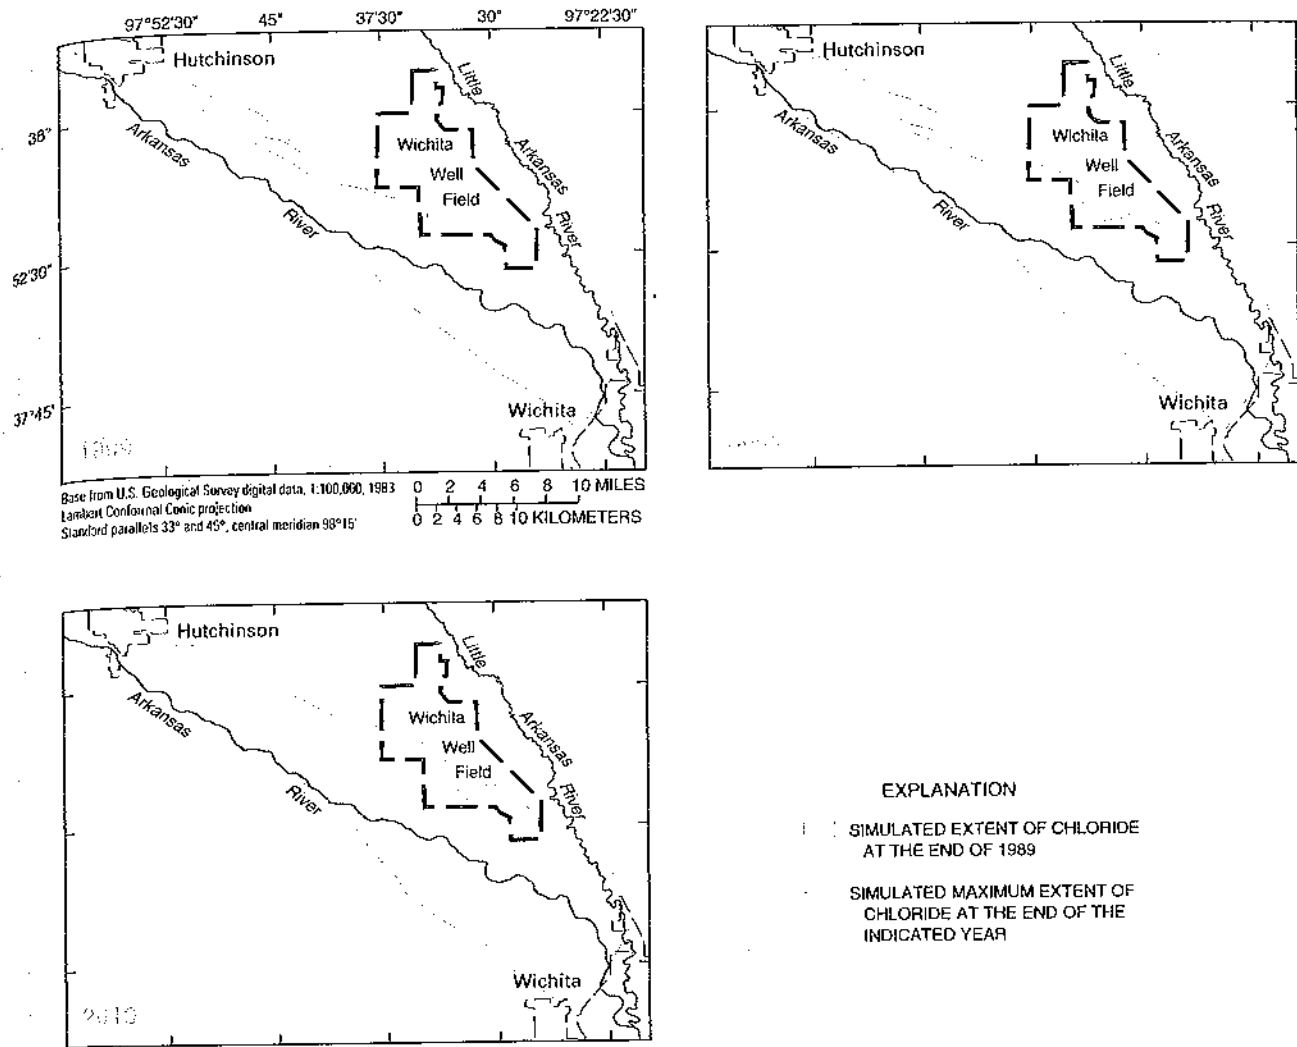 97°52'30" 45" 37'30" 30" 97°22'30"
Hutchinson
Little
Arkansas
River
38°
Arkansas
River
Wichita
Well
Field
52'30"
37°45'
Wichita
Base from U.S. Geological Survey digital data, 1:100,000, 1983
Lambert Conformal Conic projection
Standard parallels 33° and 45°, central meridian 98°15'
0 2 4 6 8 10 MILES
0 2 4 6 8 10 KILOMETERS
Hutchinson
Little
Arkansas
River
Arkansas
River
Wichita
Well
Field
Wichita
Hutchinson
Little
Arkansas
River
Arkansas
River
Wichita
Well
Field
Wichita
2010
EXPLANATION
SIMULATED EXTENT OF CHLORIDE
AT THE END OF 1989
SIMULATED MAXIMUM EXTENT OF
CHLORIDE AT THE END OF THE
INDICATED YEAR